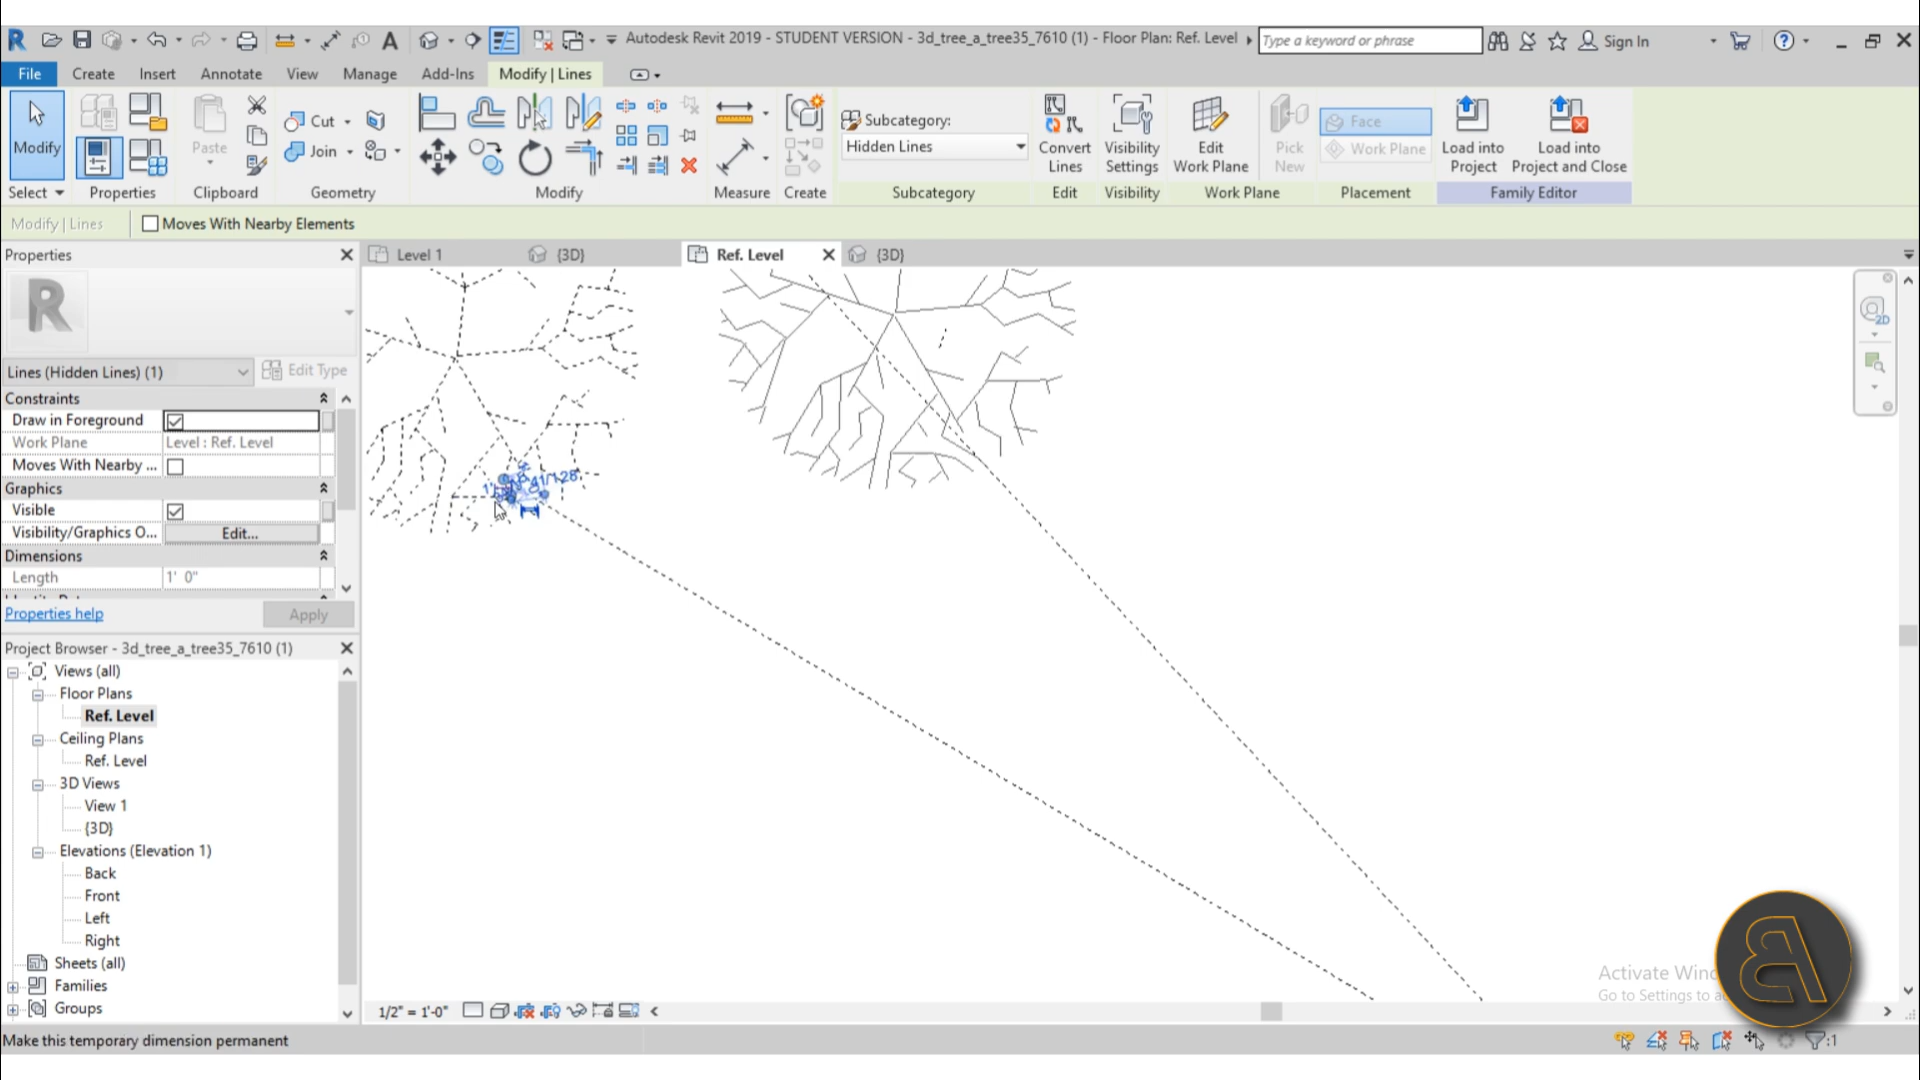 Autodesk Revit 2019 - STUDENT VERSION - 3d_tree_a_tree35_7610 (1) - Floor Plan: Ref. Level
Type a keyword or phrase
Sign In
File
Create
Insert
Annotate
View
Manage
Add-Ins
Modify | Lines
Modify
Paste
Cut
Join
Subcategory:
Hidden Lines
Convert Lines
Visibility Settings
Edit Work Plane
Pick New
Face
Work Plane
Load into Project
Load into Project and Close
Select
Properties
Clipboard
Geometry
Modify
Measure
Create
Subcategory
Edit
Visibility
Work Plane
Placement
Family Editor
Modify | Lines
Moves With Nearby Elements
Properties
Level 1
{3D}
Ref. Level
{3D}
2D
Lines (Hidden Lines) (1)
Edit Type
Constraints
Draw in Foreground
Work Plane
Level : Ref. Level
Moves With Nearby ...
Graphics
Visible
Visibility/Graphics O...
Edit...
Dimensions
Length
1' 0"
Properties help
Apply
Project Browser - 3d_tree_a_tree35_7610 (1)
Views (all)
Floor Plans
Ref. Level
Ceiling Plans
Ref. Level
3D Views
View 1
{3D}
Elevations (Elevation 1)
Back
Front
Left
Right
Sheets (all)
Families
Groups
1/2" = 1'-0"
Activate
Go to Settings to
Make this temporary dimension permanent
:1